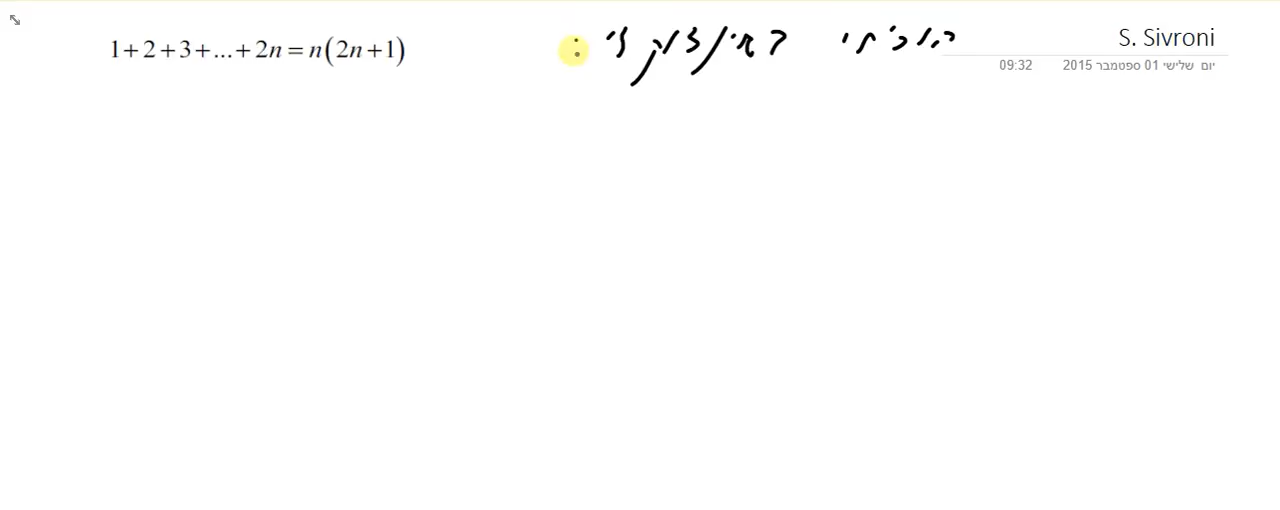 S. Sivroni
הוכיחו באינדוקציה :
1+2+3+...+2n=n(2n+1)
יום שלישי 01 ספטמבר 2015 09:32